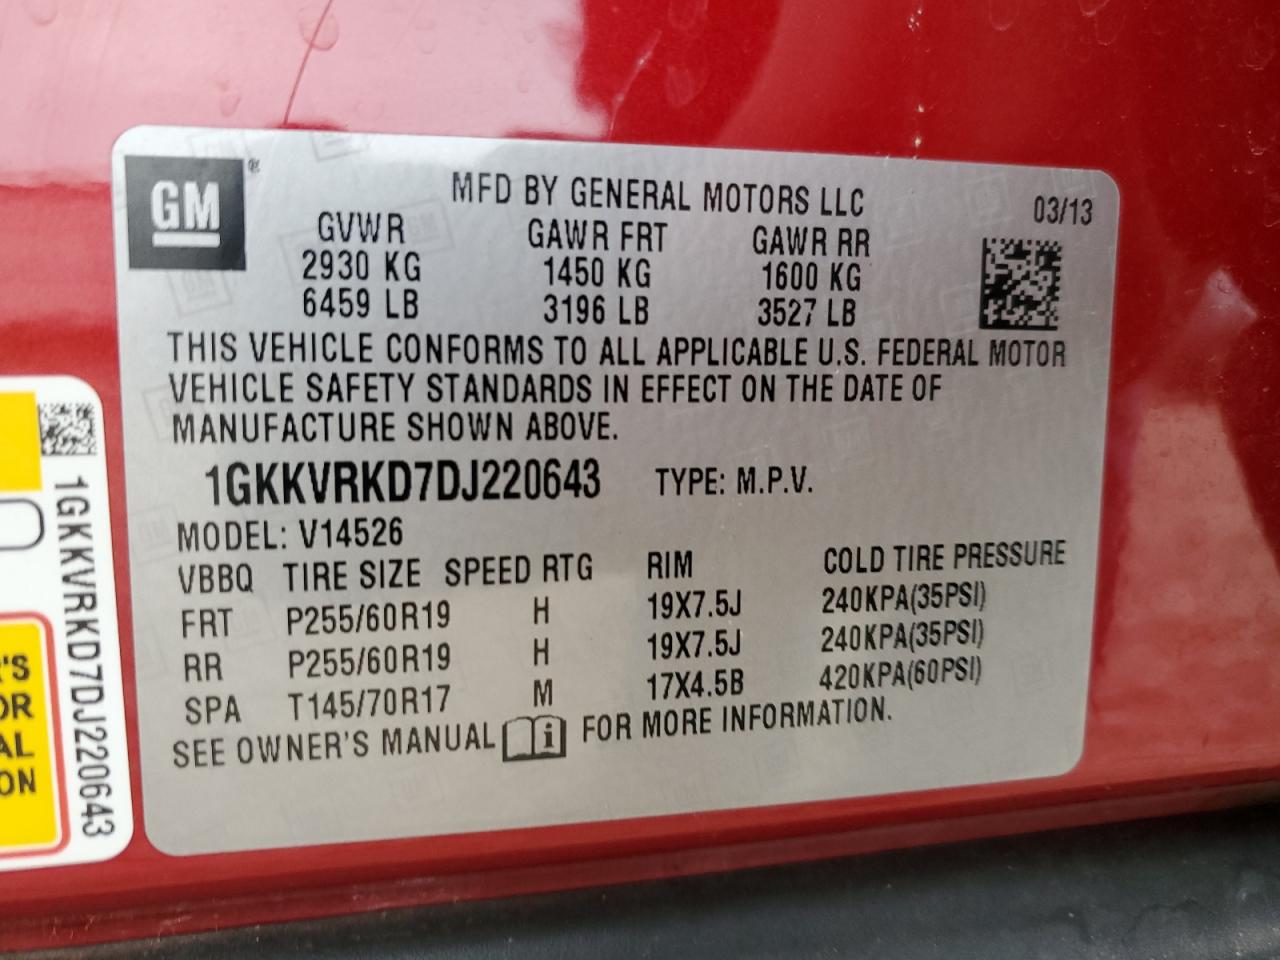 GM ®
MFD BY GENERAL MOTORS LLC
03/13
GVWR GAWR FRT GAWR RR
2930 KG 1450 KG 1600 KG
6459 LB 3196 LB 3527 LB
THIS VEHICLE CONFORMS TO ALL APPLICABLE U.S. FEDERAL MOTOR
VEHICLE SAFETY STANDARDS IN EFFECT ON THE DATE OF
MANUFACTURE SHOWN ABOVE.
1GKKVRKD7DJ220643 TYPE: M.P.V.
MODEL: V14526
VBBQ TIRE SIZE SPEED RTG RIM COLD TIRE PRESSURE
FRT P255/60R19 H 19X7.5J 240KPA(35PSI)
RR P255/60R19 H 19X7.5J 240KPA(35PSI)
SPA T145/70R17 M 17X4.5B 420KPA(60PSI)
SEE OWNER'S MANUAL i FOR MORE INFORMATION.
1GKKVRKD7DJ220643
R'S
OR
AL
ON